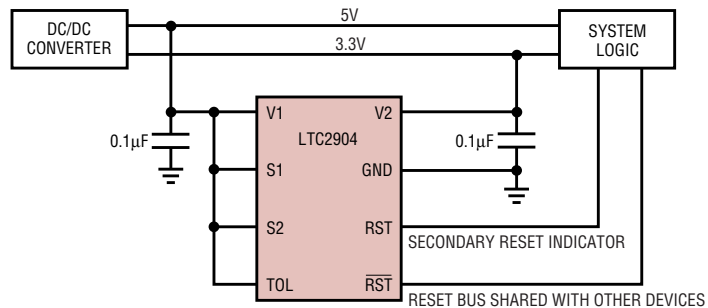 DC/DC
CONVERTER
5V
3.3V
SYSTEM
LOGIC
0.1µF
V1
V2
LTC2904
0.1µF
S1
GND
S2
RST
SECONDARY RESET INDICATOR
TOL
R̅S̅T̅
RESET BUS SHARED WITH OTHER DEVICES